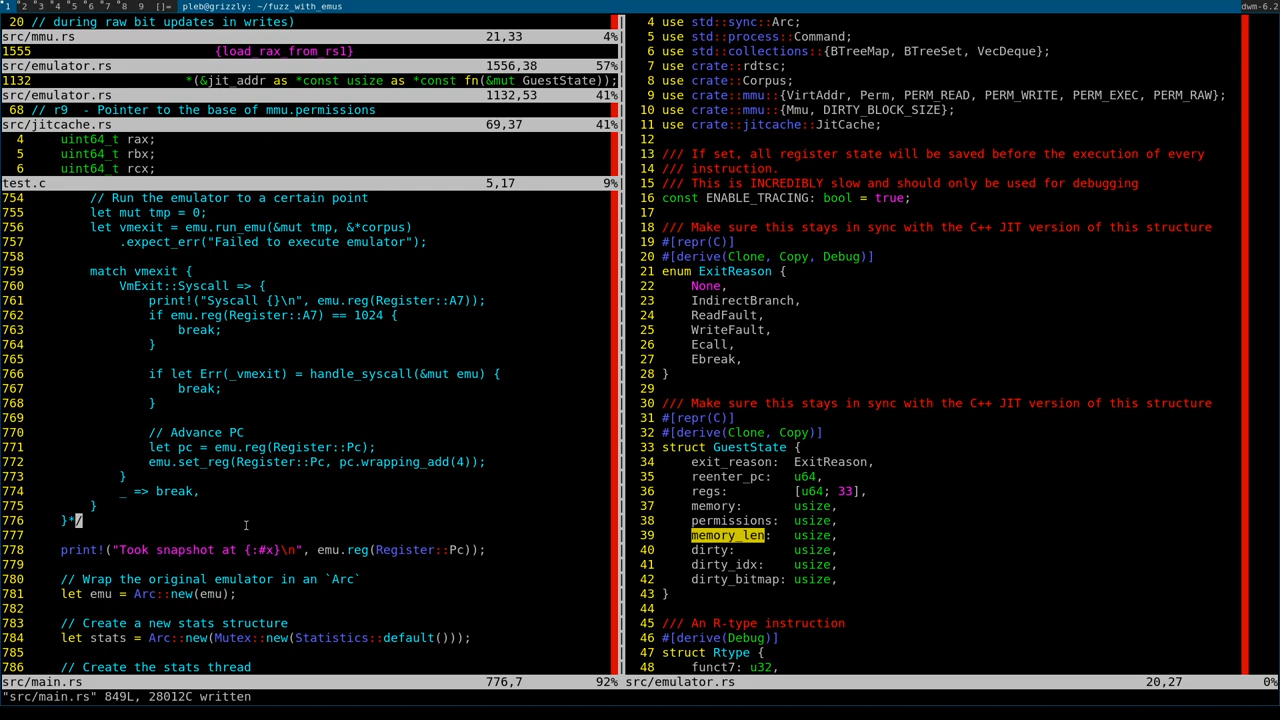 1 2 3 4 5 6 7 8 9 []= pleb@grizzly: ~/fuzz_with_emus dwm-6.2
20 // during raw bit updates in writes)
src/mmu.rs 21,33 4%
1555 {load_rax_from_rs1}
src/emulator.rs 1556,38 57%
1132 *(&jit_addr as *const usize as *const fn(&mut GuestState));
src/emulator.rs 1132,53 41%
68 // r9  - Pointer to the base of mmu.permissions
src/jitcache.rs 69,37 41%
4 uint64_t rax;
5 uint64_t rbx;
6 uint64_t rcx;
test.c 5,17 9%
754 // Run the emulator to a certain point
755 let mut tmp = 0;
756 let vmexit = emu.run_emu(&mut tmp, &*corpus)
757 .expect_err("Failed to execute emulator");
758
759 match vmexit {
760 VmExit::Syscall => {
761 print!("Syscall {}\n", emu.reg(Register::A7));
762 if emu.reg(Register::A7) == 1024 {
763 break;
764 }
765
766 if let Err(_vmexit) = handle_syscall(&mut emu) {
767 break;
768 }
769
770 // Advance PC
771 let pc = emu.reg(Register::Pc);
772 emu.set_reg(Register::Pc, pc.wrapping_add(4));
773 }
774 _ => break,
775 }
776 }*/
777
778 print!("Took snapshot at {:#x}\n", emu.reg(Register::Pc));
779
780 // Wrap the original emulator in an `Arc`
781 let emu = Arc::new(emu);
782
783 // Create a new stats structure
784 let stats = Arc::new(Mutex::new(Statistics::default()));
785
786 // Create the stats thread
src/main.rs 776,7 92%
"src/main.rs" 849L, 28012C written
4 use std::sync::Arc;
5 use std::process::Command;
6 use std::collections::{BTreeMap, BTreeSet, VecDeque};
7 use crate::rdtsc;
8 use crate::Corpus;
9 use crate::mmu::{VirtAddr, Perm, PERM_READ, PERM_WRITE, PERM_EXEC, PERM_RAW};
10 use crate::mmu::{Mmu, DIRTY_BLOCK_SIZE};
11 use crate::jitcache::JitCache;
12
13 /// If set, all register state will be saved before the execution of every
14 /// instruction.
15 /// This is INCREDIBLY slow and should only be used for debugging
16 const ENABLE_TRACING: bool = true;
17
18 /// Make sure this stays in sync with the C++ JIT version of this structure
19 #[repr(C)]
20 #[derive(Clone, Copy, Debug)]
21 enum ExitReason {
22 None,
23 IndirectBranch,
24 ReadFault,
25 WriteFault,
26 Ecall,
27 Ebreak,
28 }
29
30 /// Make sure this stays in sync with the C++ JIT version of this structure
31 #[repr(C)]
32 #[derive(Clone, Copy)]
33 struct GuestState {
34 exit_reason:  ExitReason,
35 reenter_pc:   u64,
36 regs:         [u64; 33],
37 memory:       usize,
38 permissions:  usize,
39 memory_len:   usize,
40 dirty:        usize,
41 dirty_idx:    usize,
42 dirty_bitmap: usize,
43 }
44
45 /// An R-type instruction
46 #[derive(Debug)]
47 struct Rtype {
48 funct7: u32,
src/emulator.rs 20,27 0%